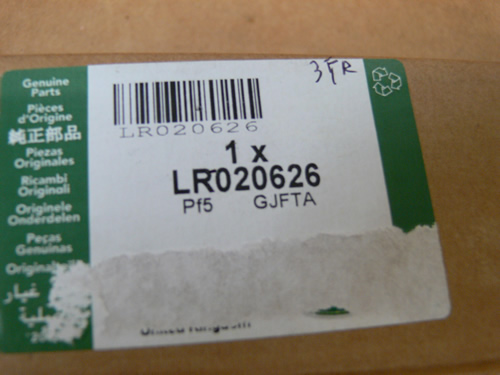 Genuine
Parts
Pièces
d'Origine
純正部品
Piezas
Originales
Ricambi
Originali
Originele
Onderdelen
Peças
Genuínas
LR020626
1 x
LR020626
Pf5 GJFTA